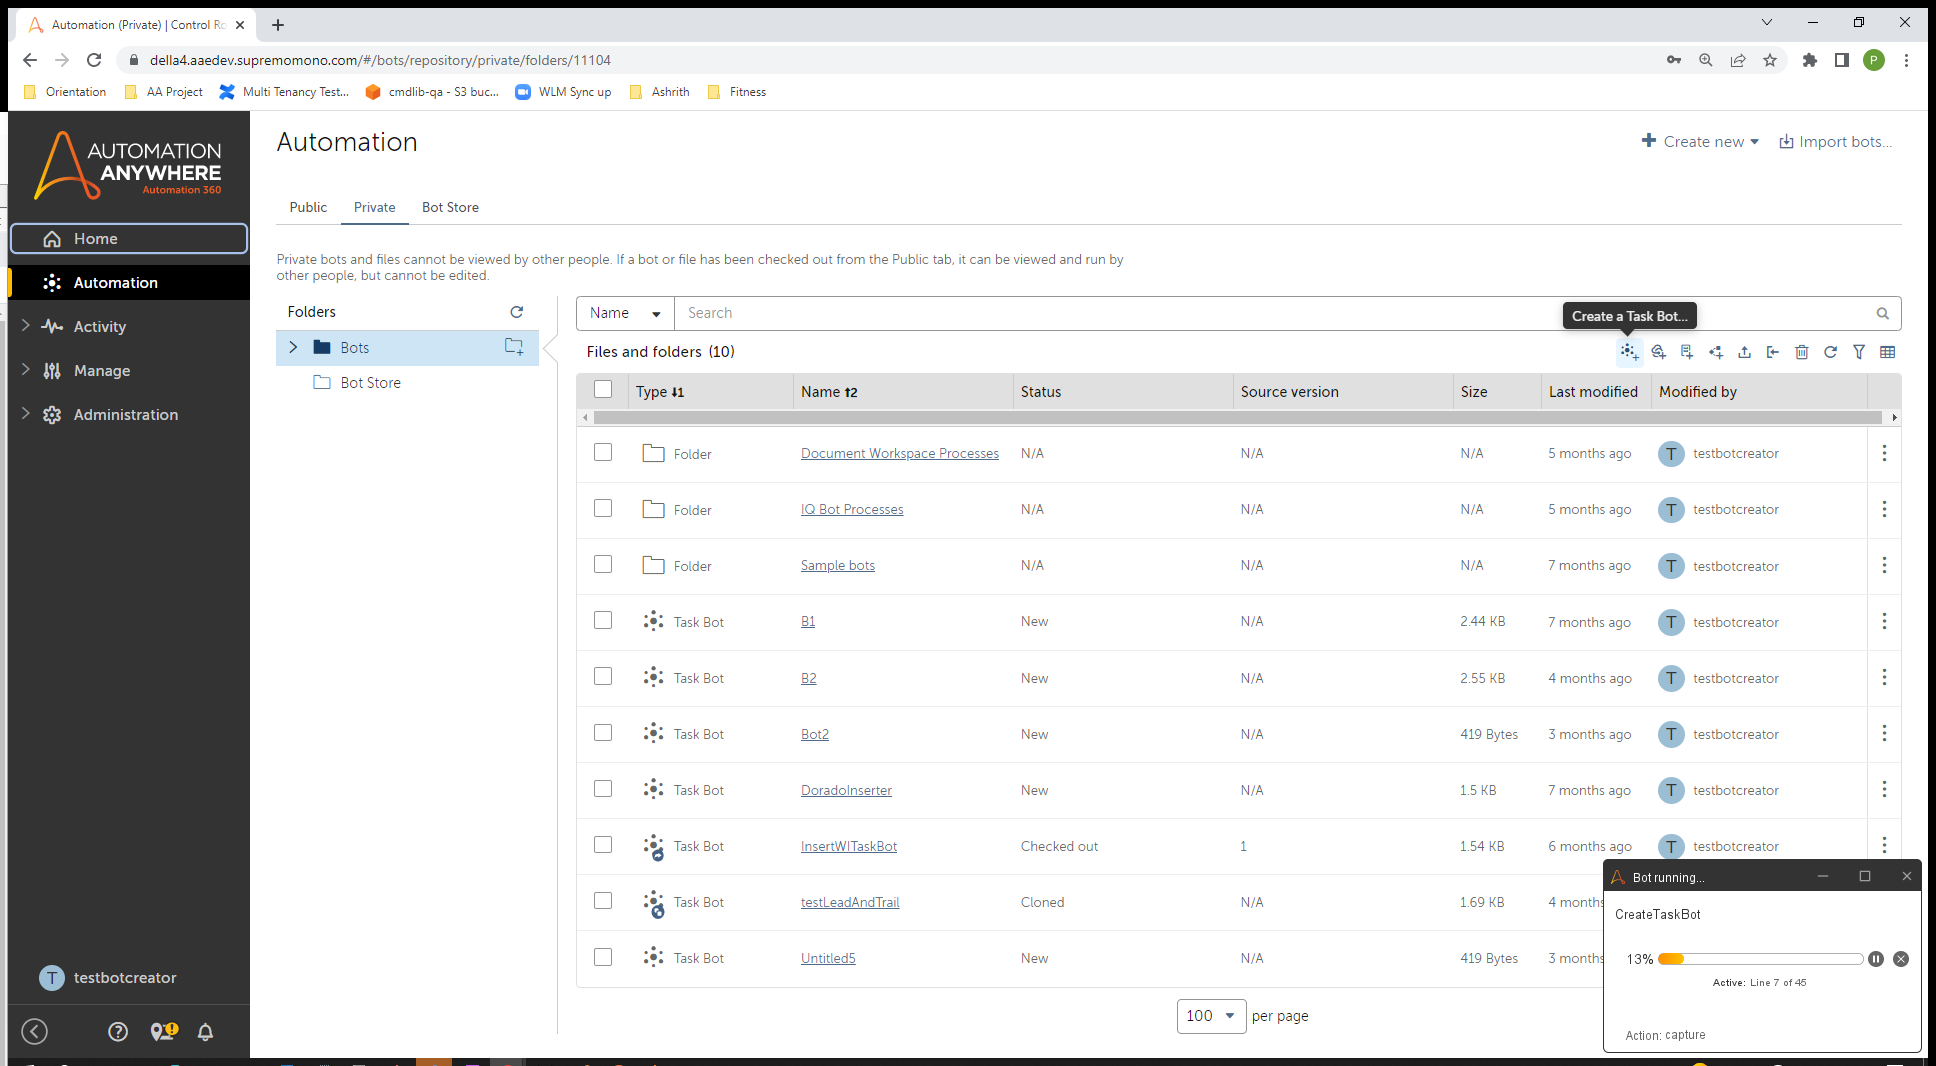 Automation (Private) | Control Ro
della4.aaedev.supremomono.com/#/bots/repository/private/folders/11104
P
Orientation
AA Project
Multi Tenancy Test...
cmdlib-qa - S3 buc...
WLM Sync up
Ashrith
Fitness
AUTOMATION
ANYWHERE
Automation 360
Home
Automation
Activity
Manage
Administration
T testbotcreator
Automation
Create new
Import bots...
Public
Private
Bot Store
Private bots and files cannot be viewed by other people. If a bot or file has been checked out from the Public tab, it can be viewed and run by
other people, but cannot be edited.
Folders
Bots
Bot Store
Name
Search
Create a Task Bot...
Files and folders (10)
Type 1 Name 2 Status Source version Size Last modified Modified by
Folder Document Workspace Processes N/A N/A N/A 5 months ago T testbotcreator
Folder IQ Bot Processes N/A N/A N/A 5 months ago T testbotcreator
Folder Sample bots N/A N/A N/A 7 months ago T testbotcreator
Task Bot B1 New N/A 2.44 KB 7 months ago T testbotcreator
Task Bot B2 New N/A 2.55 KB 4 months ago T testbotcreator
Task Bot Bot2 New N/A 419 Bytes 3 months ago T testbotcreator
Task Bot DoradoInserter New N/A 1.5 KB 7 months ago T testbotcreator
Task Bot InsertWITaskBot Checked out 1 1.54 KB 6 months ago T testbotcreator
Task Bot testLeadAndTrail Cloned N/A 1.69 KB 4 months
Task Bot Untitled5 New N/A 419 Bytes 3 months
100 per page
Bot running...
CreateTaskBot
13%
Active: Line 7 of 45
Action: capture